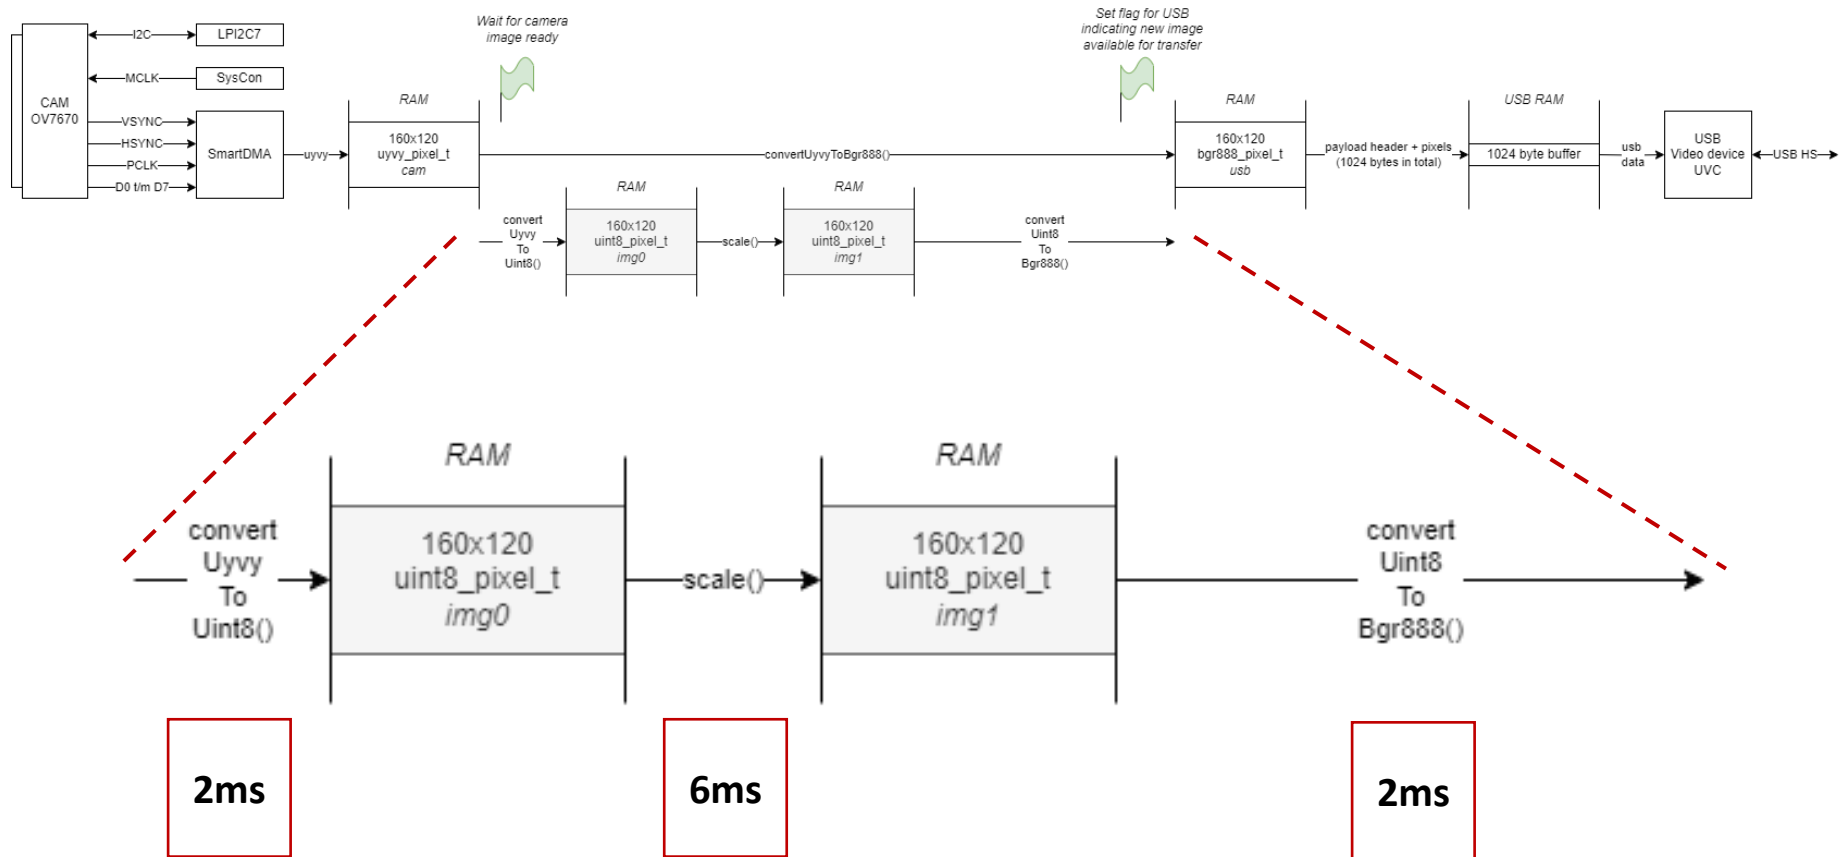 Wait for camera
image ready
Set flag for USB
indicating new image
available for transfer
CAM
OV7670
I2C
LPI2C7
MCLK
SysCon
VSYNC
HSYNC
PCLK
D0 t/m D7
SmartDMA
uyvy
RAM
160x120
uyvy_pixel_t
cam
convertUyvyToBgr888()
RAM
160x120
bgr888_pixel_t
usb
payload header + pixels
(1024 bytes in total)
USB RAM
1024 byte buffer
usb
data
USB
Video device
UVC
USB HS
convert
Uyvy
To
Uint8()
RAM
160x120
uint8_pixel_t
img0
scale()
RAM
160x120
uint8_pixel_t
img1
convert
Uint8
To
Bgr888()
convert
Uyvy
To
Uint8()
RAM
160x120
uint8_pixel_t
img0
scale()
RAM
160x120
uint8_pixel_t
img1
convert
Uint8
To
Bgr888()
2ms
6ms
2ms